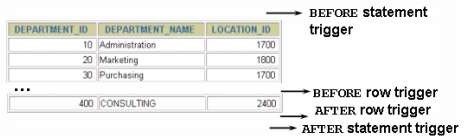 BEFORE statement
trigger
DEPARTMENT_ID DEPARTMENT_NAME LOCATION_ID
10 Administration 1700
20 Marketing 1800
30 Purchasing 1700
...
BEFORE row trigger
400 CONSULTING 2400
AFTER row trigger
AFTER statement trigger